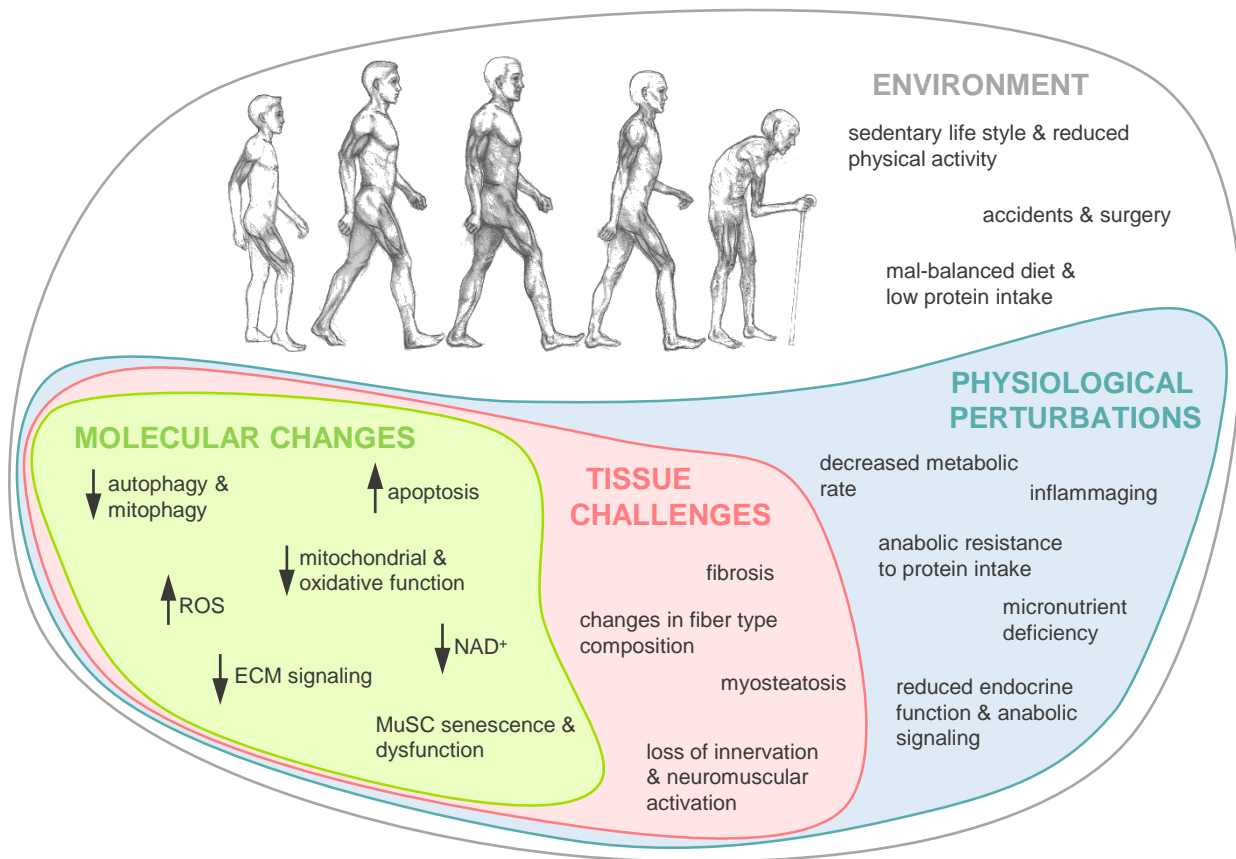 ENVIRONMENT
sedentary life style & reduced
physical activity
accidents & surgery
mal-balanced diet &
low protein intake
PHYSIOLOGICAL
PERTURBATIONS
decreased metabolic
rate
inflammaging
anabolic resistance
to protein intake
micronutrient
deficiency
reduced endocrine
function & anabolic
signaling
TISSUE
CHALLENGES
fibrosis
changes in fiber type
composition
myosteatosis
loss of innervation
& neuromuscular
activation
MOLECULAR CHANGES
autophagy &
mitophagy
apoptosis
mitochondrial &
oxidative function
ROS
NAD⁺
ECM signaling
MuSC senescence &
dysfunction